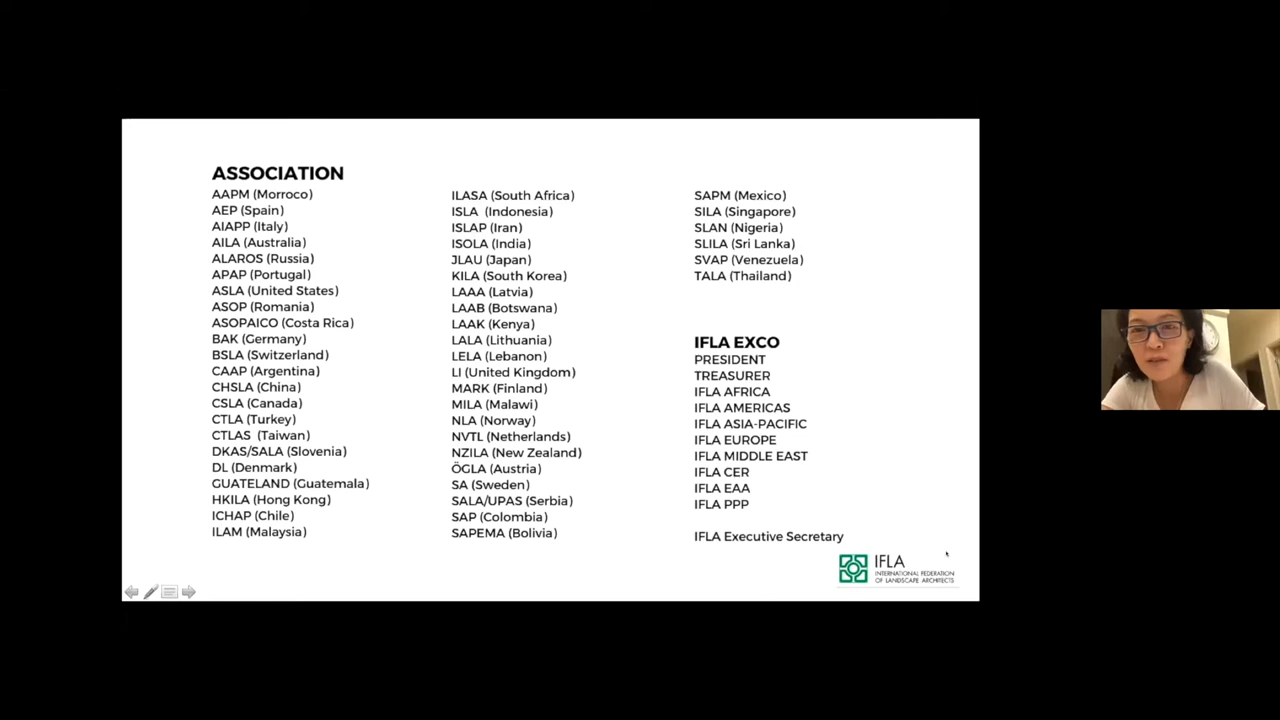 ASSOCIATION
AAPM (Morroco)
AEP (Spain)
AIAPP (Italy)
AILA (Australia)
ALAROS (Russia)
APAP (Portugal)
ASLA (United States)
ASOP (Romania)
ASOPAICO (Costa Rica)
BAK (Germany)
BSLA (Switzerland)
CAAP (Argentina)
CHSLA (China)
CSLA (Canada)
CTLA (Turkey)
CTLAS (Taiwan)
DKAS/SALA (Slovenia)
DL (Denmark)
GUATELAND (Guatemala)
HKILA (Hong Kong)
ICHAP (Chile)
ILAM (Malaysia)
ILASA (South Africa)
ISLA (Indonesia)
ISLAP (Iran)
ISOLA (India)
JLAU (Japan)
KILA (South Korea)
LAAA (Latvia)
LAAB (Botswana)
LAAK (Kenya)
LALA (Lithuania)
LELA (Lebanon)
LI (United Kingdom)
MARK (Finland)
MILA (Malawi)
NLA (Norway)
NVTL (Netherlands)
NZILA (New Zealand)
ÖGLA (Austria)
SA (Sweden)
SALA/UPAS (Serbia)
SAP (Colombia)
SAPEMA (Bolivia)
SAPM (Mexico)
SILA (Singapore)
SLAN (Nigeria)
SLILA (Sri Lanka)
SVAP (Venezuela)
TALA (Thailand)
IFLA EXCO
PRESIDENT
TREASURER
IFLA AFRICA
IFLA AMERICAS
IFLA ASIA-PACIFIC
IFLA EUROPE
IFLA MIDDLE EAST
IFLA CER
IFLA EAA
IFLA PPP
IFLA Executive Secretary
IFLA
INTERNATIONAL FEDERATION
OF LANDSCAPE ARCHITECTS